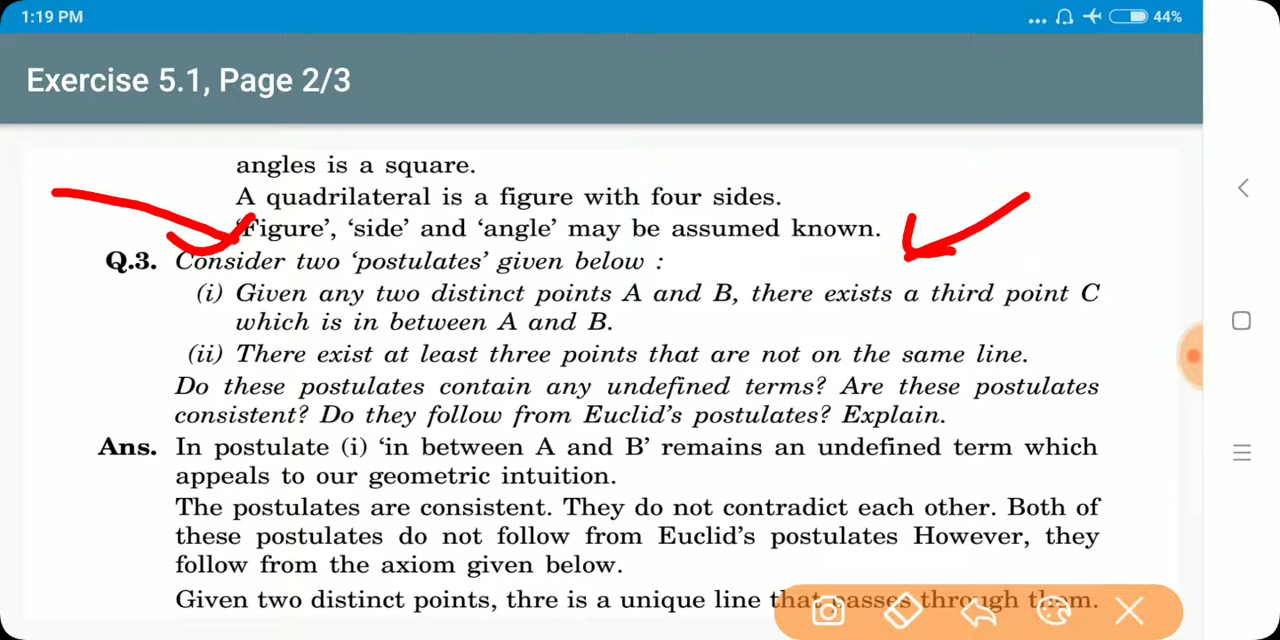 1:19 PM
44%
Exercise 5.1, Page 2/3
angles is a square.
A quadrilateral is a figure with four sides.
‘Figure’, ‘side’ and ‘angle’ may be assumed known.
Q.3. Consider two ‘postulates’ given below :
(i) Given any two distinct points A and B, there exists a third point C
which is in between A and B.
(ii) There exist at least three points that are not on the same line.
Do these postulates contain any undefined terms? Are these postulates
consistent? Do they follow from Euclid’s postulates? Explain.
Ans. In postulate (i) ‘in between A and B’ remains an undefined term which
appeals to our geometric intuition.
The postulates are consistent. They do not contradict each other. Both of
these postulates do not follow from Euclid’s postulates However, they
follow from the axiom given below.
Given two distinct points, thre is a unique line that passes through them.